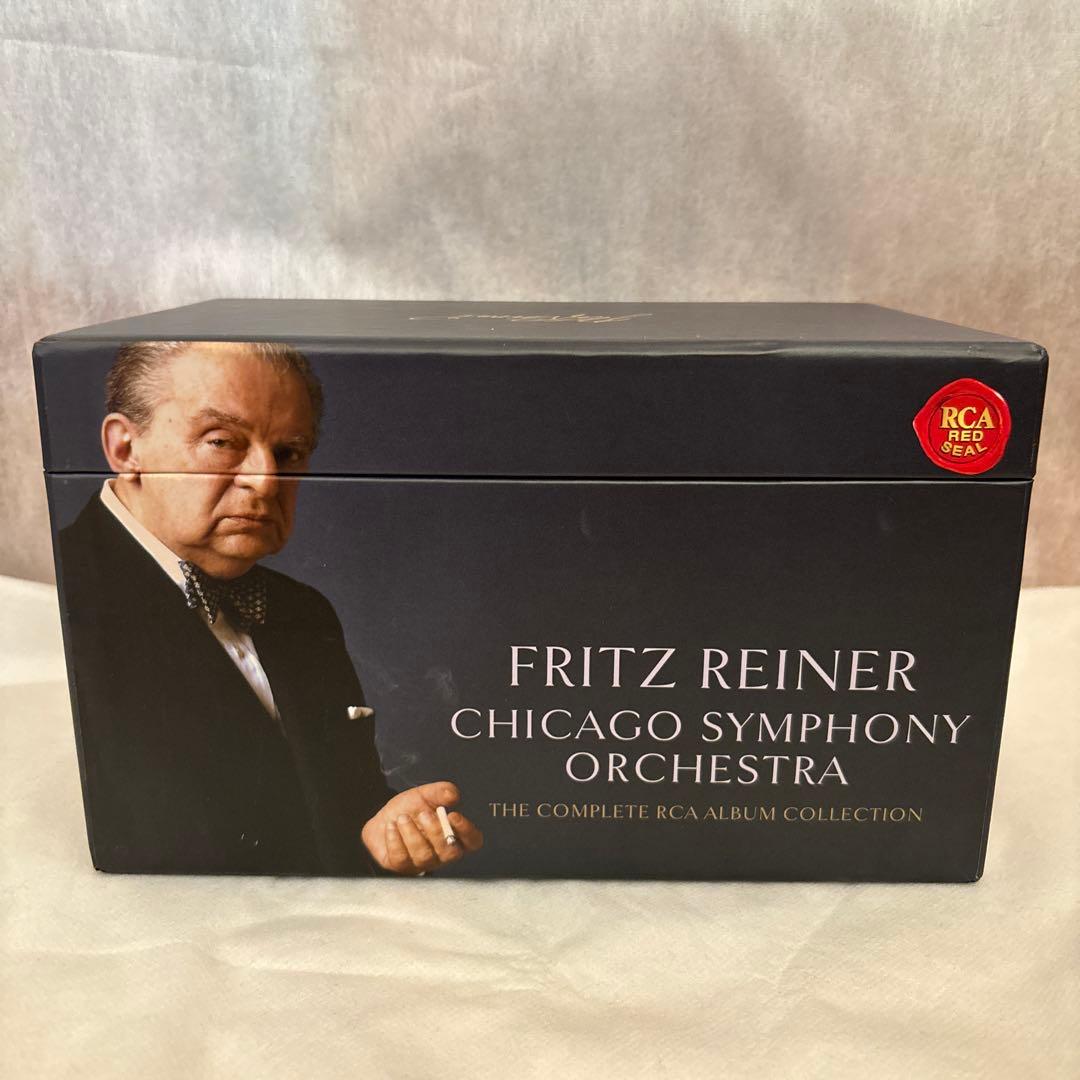 RCA
RED
SEAL
FRITZ REINER
CHICAGO SYMPHONY
ORCHESTRA
THE COMPLETE RCA ALBUM COLLECTION